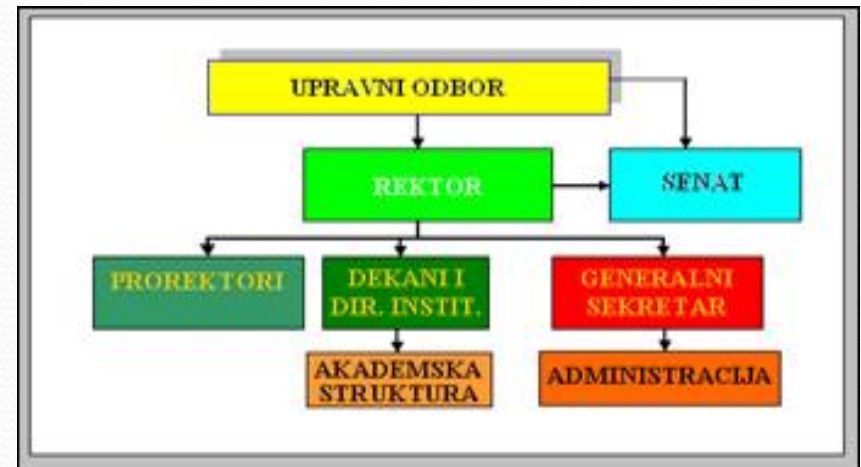 UPRAVNI ODBOR
REKTOR
SENAT
PROREKTORI
DEKANI I
DIR. INSTIT.
GENERALNI
SEKRETAR
AKADEMSKA
STRUKTURA
ADMINISTRACIJA